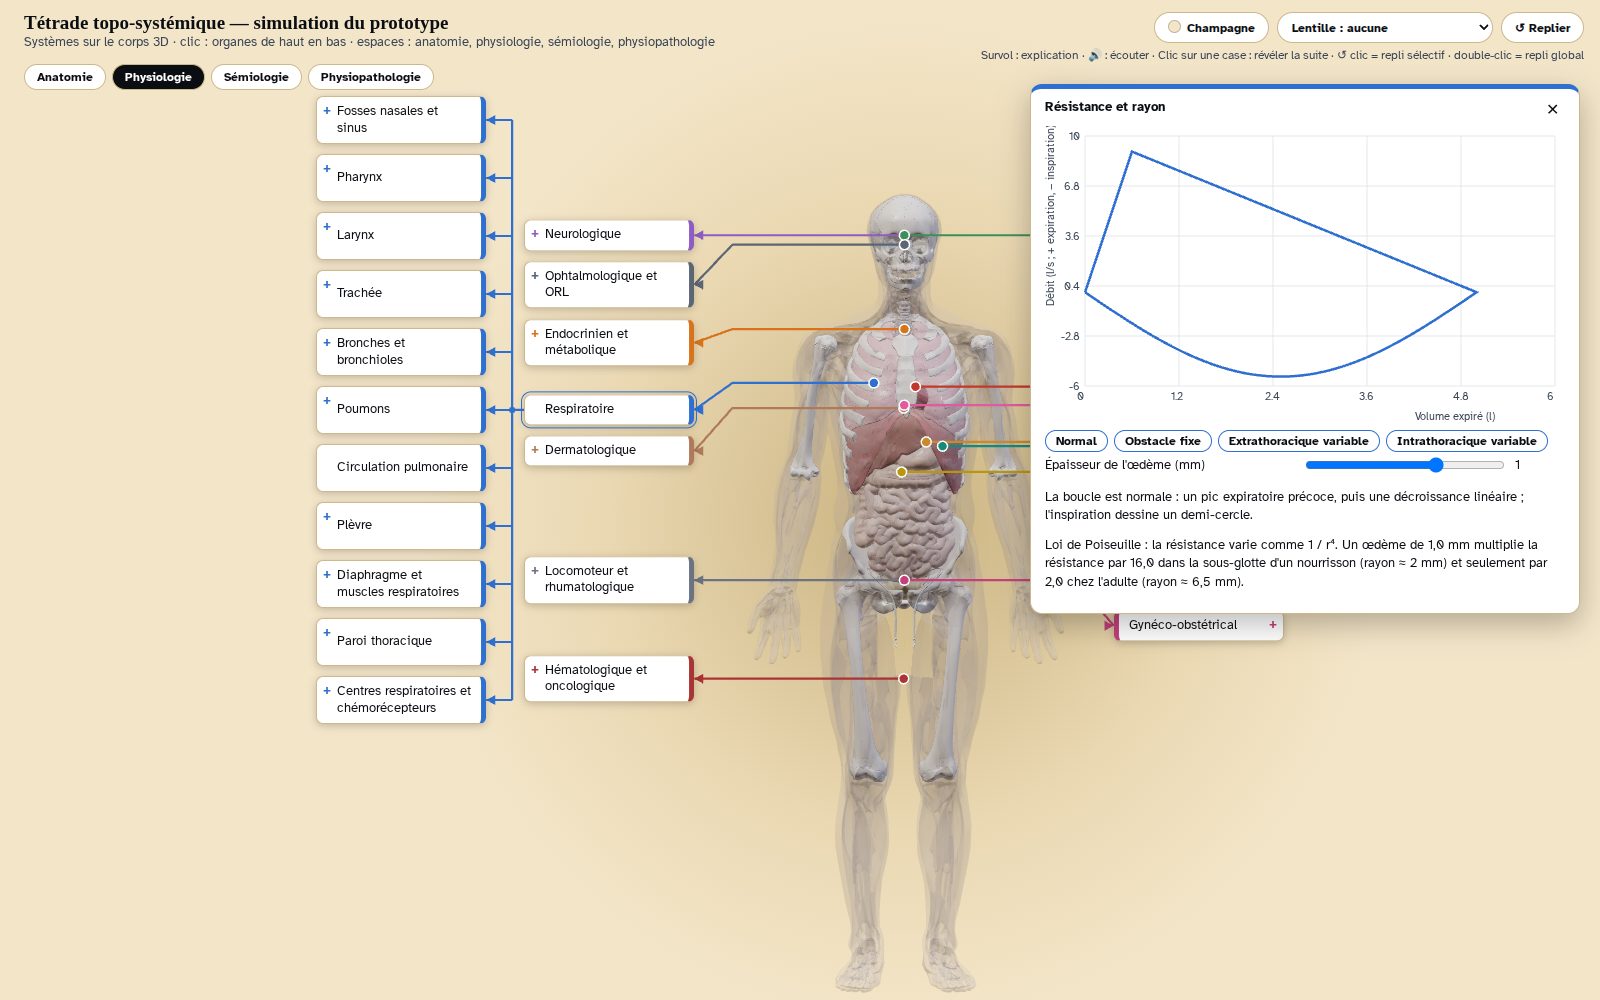 Tétrade topo-systémique — simulation du prototype
Systèmes sur le corps 3D · clic : organes de haut en bas · espaces : anatomie, physiologie, sémiologie, physiopathologie
Champagne
Lentille : aucune
↺ Replier
Survol : explication · 🔊 : écouter · Clic sur une case : révéler la suite · ↺ clic = repli sélectif · double-clic = repli global
Anatomie
Physiologie
Sémiologie
Physiopathologie
+ Fosses nasales et
sinus
+ Pharynx
+ Larynx
+ Trachée
+ Bronches et
bronchioles
+ Poumons
Circulation pulmonaire
+ Plèvre
+ Diaphragme et
muscles respiratoires
+ Paroi thoracique
+ Centres respiratoires et
chémorécepteurs
+ Neurologique
+ Ophtalmologique et
ORL
+ Endocrinien et
métabolique
Respiratoire
+ Dermatologique
+ Locomoteur et
rhumatologique
+ Hématologique et
oncologique
Résistance et rayon
✕
Débit (l/s ; + expiration, − inspiration)
10
6.8
3.6
0.4
-2.8
-6
0
1.2
2.4
3.6
4.8
6
Volume expiré (l)
Normal
Obstacle fixe
Extrathoracique variable
Intrathoracique variable
Épaisseur de l'œdème (mm)
1
La boucle est normale : un pic expiratoire précoce, puis une décroissance linéaire ;
l'inspiration dessine un demi-cercle.
Loi de Poiseuille : la résistance varie comme 1 / r⁴. Un œdème de 1,0 mm multiplie la
résistance par 16,0 dans la sous-glotte d'un nourrisson (rayon ≈ 2 mm) et seulement par
2,0 chez l'adulte (rayon ≈ 6,5 mm).
Gynéco-obstétrical +